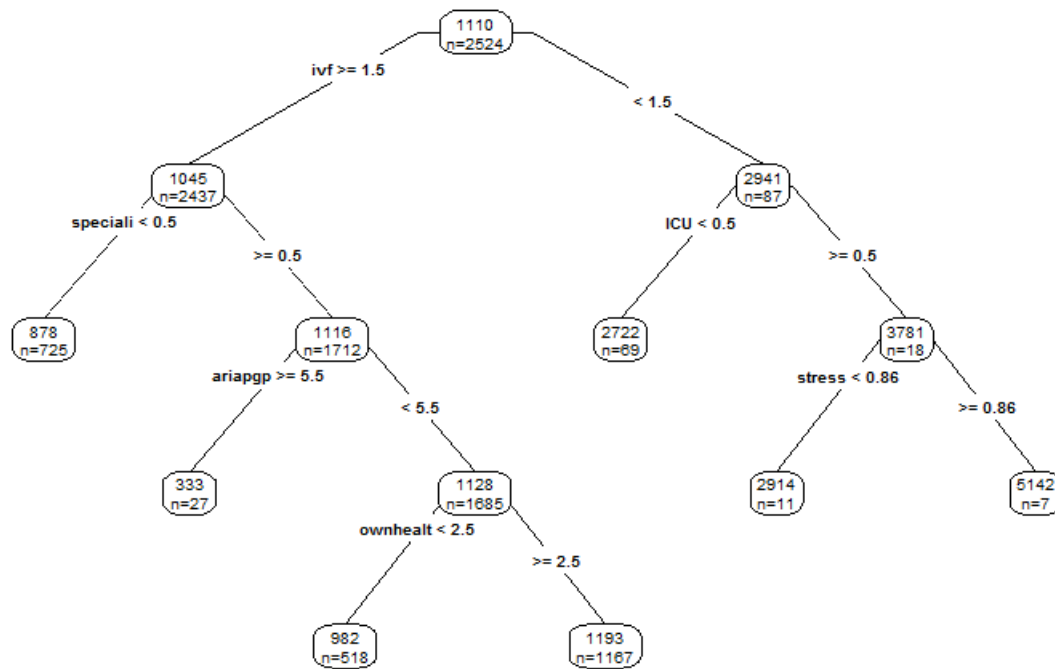 1110
n=2524
ivf >= 1.5
< 1.5
1045
n=2437
2941
n=87
speciali < 0.5
ICU < 0.5
>= 0.5
>= 0.5
878
n=725
1116
n=1712
2722
n=69
3781
n=18
ariapgp >= 5.5
stress < 0.86
< 5.5
>= 0.86
333
n=27
1128
n=1685
2914
n=11
5142
n=7
ownhealt < 2.5
>= 2.5
982
n=518
1193
n=1167